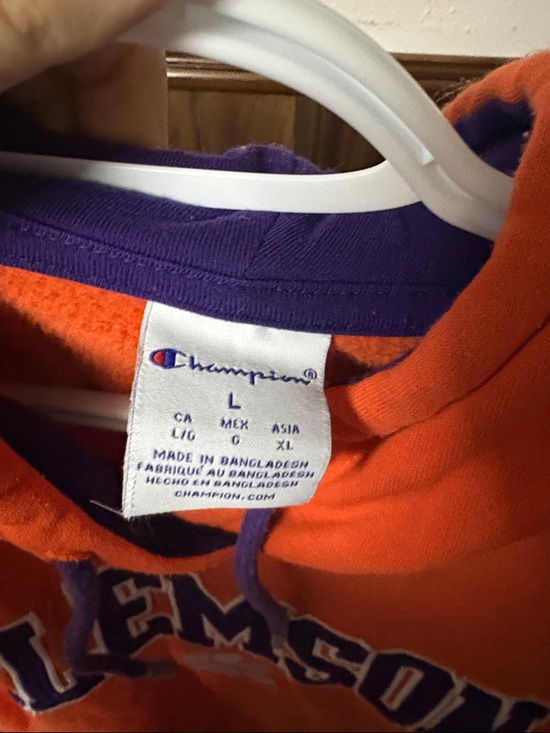 Champion®
L
CA MEX ASIA
L/G G XL
MADE IN BANGLADESH
FABRIQUÉ AU BANGLADESH
HECHO EN BANGLADESH
CHAMPION.COM
LEMSON